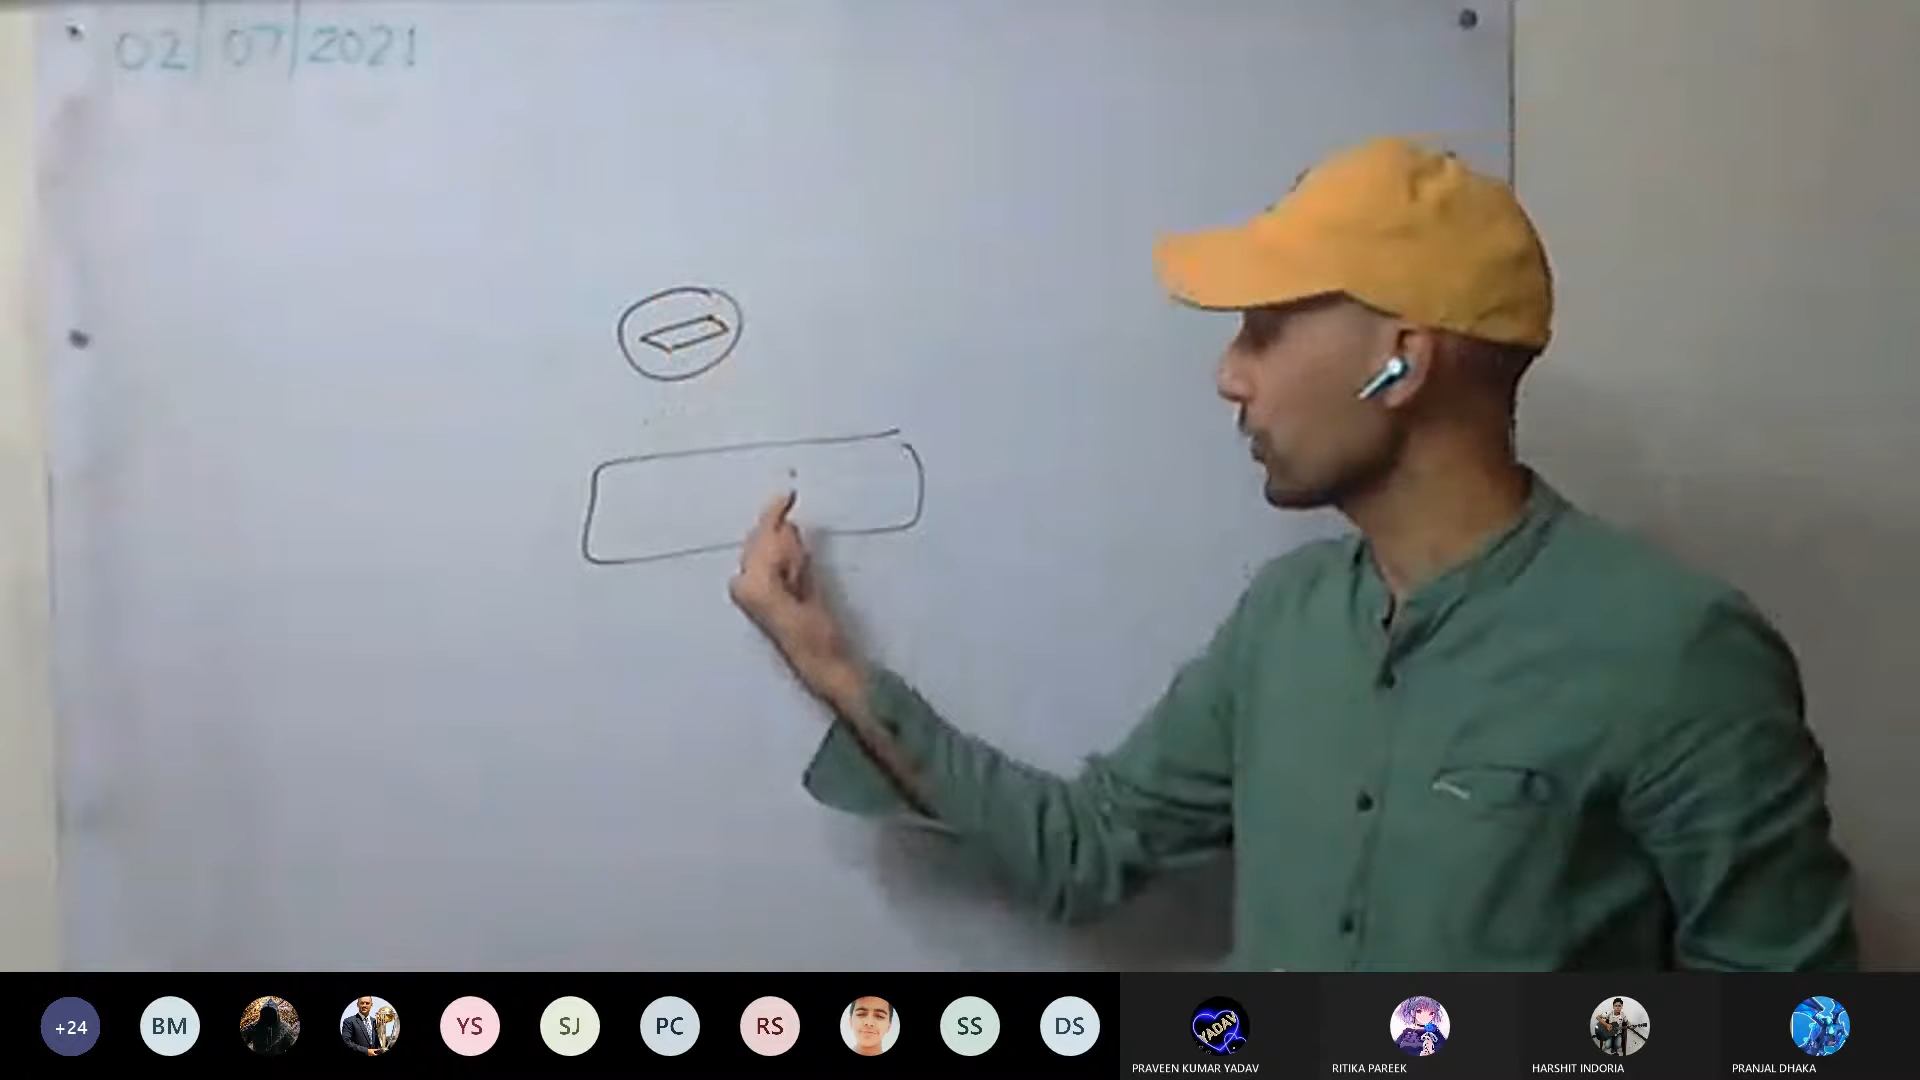 02/07/2021
+24
BM
YS
SJ
PC
RS
SS
DS
YADAV
PRAVEEN KUMAR YADAV
RITIKA PAREEK
HARSHIT INDORIA
PRANJAL DHAKA